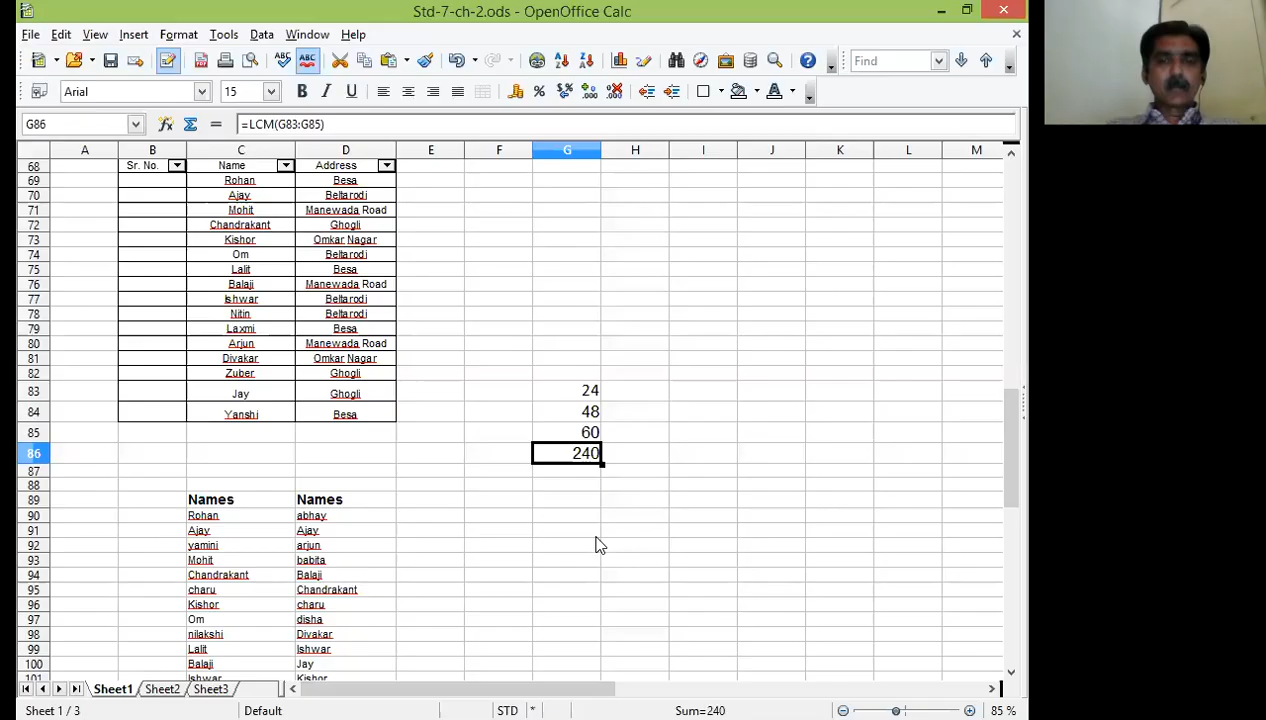 Std-7-ch-2.ods - OpenOffice Calc
File Edit View Insert Format Tools Data Window Help
Find
Arial 15
G86 =LCM(G83:G85)
A B C D E F G H I J K L M
68 Sr. No. Name Address
69 Rohan Besa
70 Ajay Beltarodi
71 Mohit Manewada Road
72 Chandrakant Ghogli
73 Kishor Omkar Nagar
74 Om Beltarodi
75 Lalit Besa
76 Balaji Manewada Road
77 Ishwar Beltarodi
78 Nitin Beltarodi
79 Laxmi Besa
80 Arjun Manewada Road
81 Divakar Omkar Nagar
82 Zuber Ghogli
83 Jay Ghogli 24
84 Yanshi Besa 48
85 60
86 240
87
88
89 Names Names
90 Rohan abhay
91 Ajay Ajay
92 yamini arjun
93 Mohit babita
94 Chandrakant Balaji
95 charu Chandrakant
96 Kishor charu
97 Om disha
98 nilakshi Divakar
99 Lalit Ishwar
100 Balaji Jay
101 Ishwar Kishor
Sheet1 Sheet2 Sheet3
Sheet 1 / 3 Default STD * Sum=240 85 %